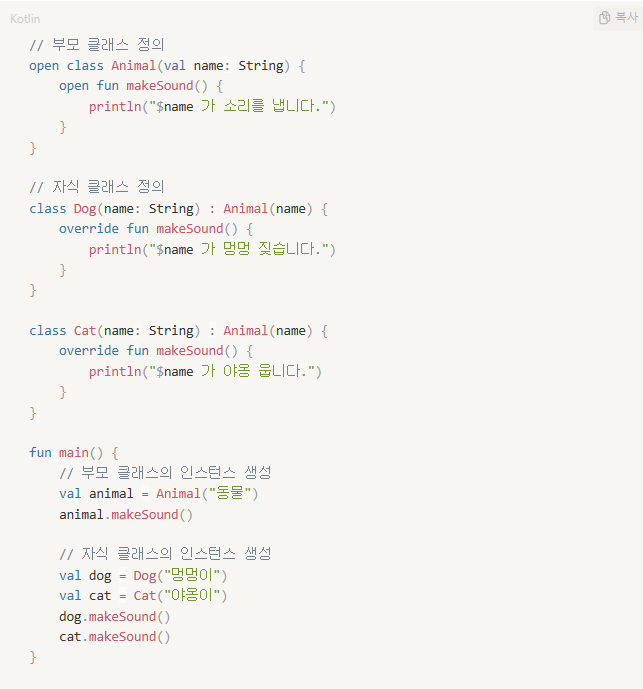 Kotlin
복사
// 부모 클래스 정의
open class Animal(val name: String) {
    open fun makeSound() {
        println("$name 가 소리를 냅니다.")
    }
}

// 자식 클래스 정의
class Dog(name: String) : Animal(name) {
    override fun makeSound() {
        println("$name 가 멍멍 짖습니다.")
    }
}

class Cat(name: String) : Animal(name) {
    override fun makeSound() {
        println("$name 가 야옹 웁니다.")
    }
}

fun main() {
    // 부모 클래스의 인스턴스 생성
    val animal = Animal("동물")
    animal.makeSound()

    // 자식 클래스의 인스턴스 생성
    val dog = Dog("멍멍이")
    val cat = Cat("야옹이")
    dog.makeSound()
    cat.makeSound()
}